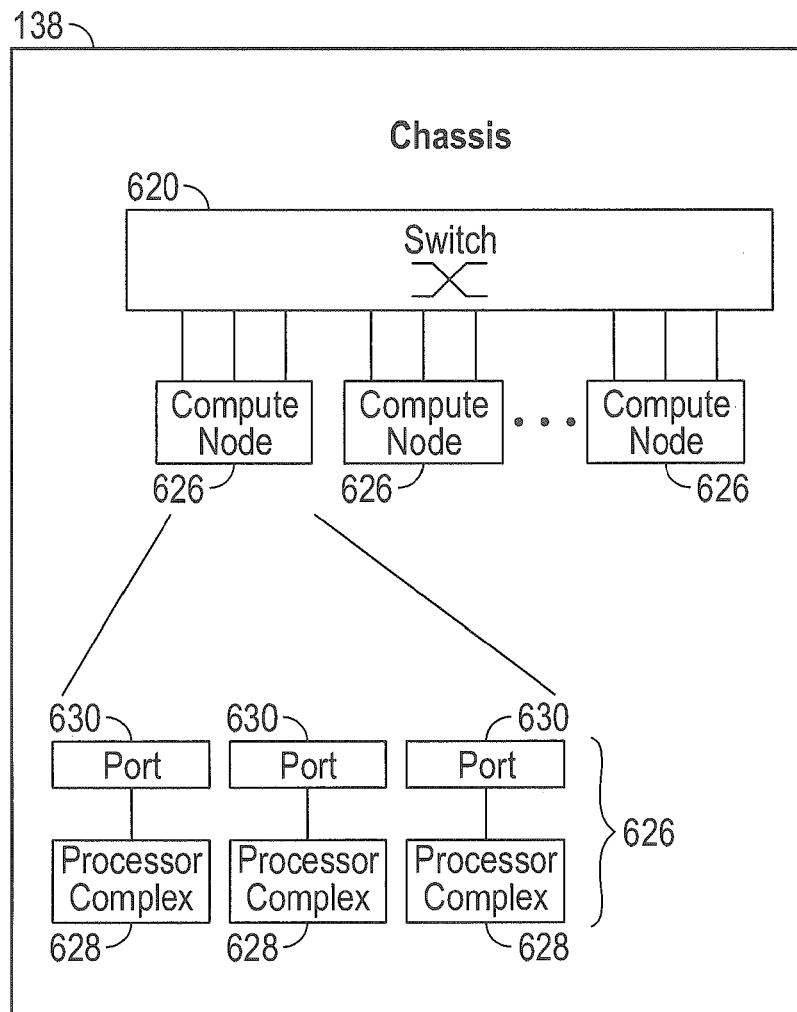 138
Chassis
620
Switch
Compute Compute Compute
Node Node Node
626 626 626
630 630 630
Port Port Port
626
Processor Processor Processor
Complex Complex Complex
628 628 628